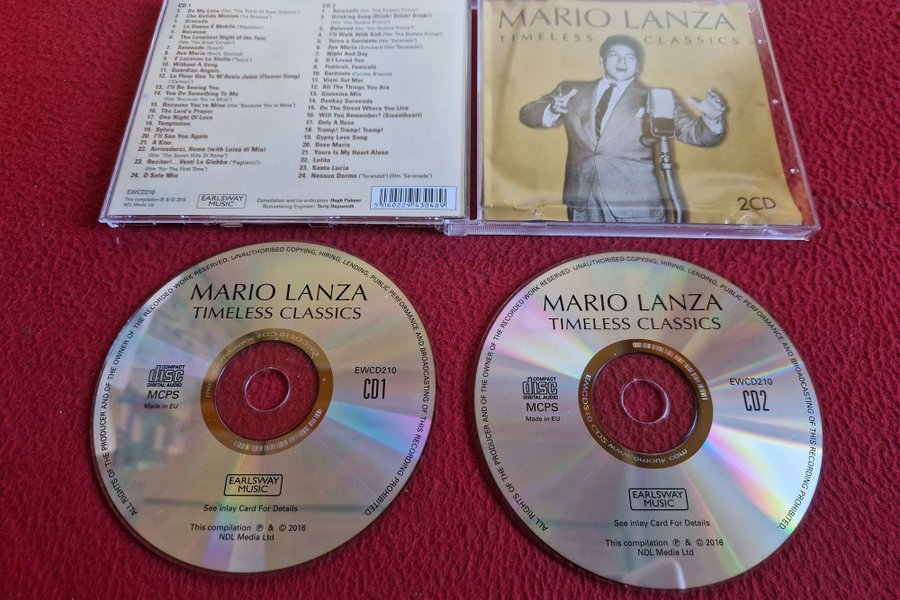 CD 1
1. Be My Love (film "The Toast Of New Orleans")
2. Che Gelida Manina ("La Boheme")
3. Granada
4. La Donna È Mobile ("Rigoletto")
5. Because
6. The Loveliest Night of the Year
(film "The Great Caruso")
7. Serenade (Toselli)
8. Ave Maria (Bach, Gounod)
9. E Lucevan Le Stelle ("Tosca")
10. Without A Song
11. Guardian Angels
12. La Fleur Que Tu M'Avais Jetée (Flower Song)
("Carmen")
13. I'll Be Seeing You
14. You Do Something To Me
(film "Because You're Mine")
15. Because You're Mine (film "Because You're Mine")
16. The Lord's Prayer
17. One Night Of Love
18. Temptation
19. Sylvia
20. I'll See You Again
21. A Kiss
22. Arrivederci, Roma (with Luisa di Mio)
(film "The Seven Hills Of Rome")
23. Recitar!...Vesti La Giubba ("Pagliacci")
(film "For The First Time")
24. O Sole Mio
CD 2
1. Serenade (film "The Student Prince")
2. Drinking Song (Drink! Drink! Drink!)
(film "The Student Prince")
3. Beloved (film "The Student Prince")
4. I'll Walk With God (film "The Student Prince")
5. Torna a Surriento (film "Serenade")
6. Ave Maria (Schubert) (film "Serenade")
7. Night And Day
8. If I Loved You
9. Funiculì, Funiculà
10. Serenata
11. Vieni Sul Mar
12. All The Things You Are
13. Giannina Mia
14. Donkey Serenade
15. On The Street Where You Live
16. Will You Remember? (Sweetheart)
17. Only A Rose
18. Tramp! Tramp! Tramp!
19. Gypsy Love Song
20. Rose Marie
21. Yours Is My Heart Alone
22. Lolita
23. Santa Lucia
24. Nessun Dorma ("Turandot") (film "Serenade")
EWCD210
This compilation ℗ & © 2016
NDL Media Ltd
EARLSWAY
MUSIC
Compilation and co-ordination: Hugh Palmer
Remastering Engineer: Terry Hepworth
5 060229 430489
MARIO LANZA
TIMELESS CLASSICS
2CD
ALL RIGHTS OF THE PRODUCER AND OF THE OWNER OF THE RECORDED WORK RESERVED. UNAUTHORISED COPYING, HIRING, LENDING, PUBLIC PERFORMANCE AND BROADCASTING OF THIS RECORDING PROHIBITED.
MARIO LANZA
TIMELESS CLASSICS
COMPACT
disc
DIGITAL AUDIO
MCPS
Made in EU
EWCD210
CD1
EARLSWAY
MUSIC
See inlay Card For Details
This compilation ℗ & © 2016
NDL Media Ltd
ALL RIGHTS OF THE PRODUCER AND OF THE OWNER OF THE RECORDED WORK RESERVED. UNAUTHORISED COPYING, HIRING, LENDING, PUBLIC PERFORMANCE AND BROADCASTING OF THIS RECORDING PROHIBITED.
MARIO LANZA
TIMELESS CLASSICS
COMPACT
disc
DIGITAL AUDIO
MCPS
Made in EU
EWCD210
CD2
EARLSWAY
MUSIC
See inlay Card For Details
This compilation ℗ & © 2016
NDL Media Ltd